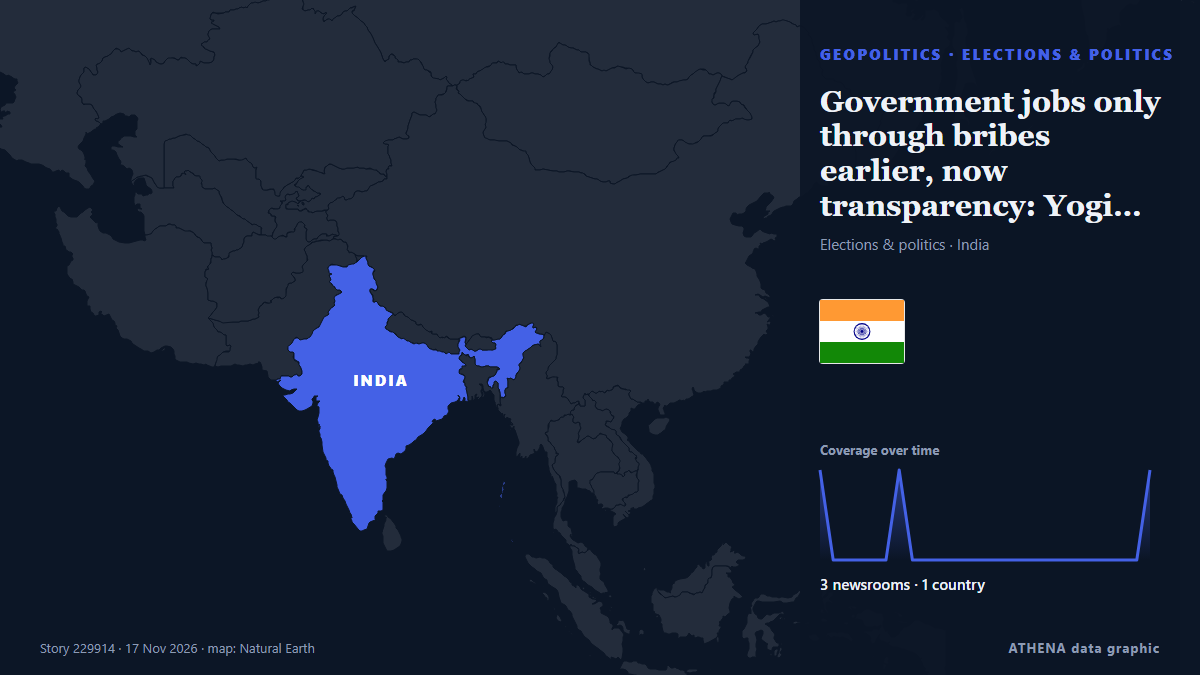 GEOPOLITICS · ELECTIONS & POLITICS
Government jobs only
through bribes
earlier, now
transparency: Yogi...
Elections & politics · India
INDIA
Coverage over time
3 newsrooms · 1 country
Story 229914 · 17 Nov 2026 · map: Natural Earth
ATHENA data graphic